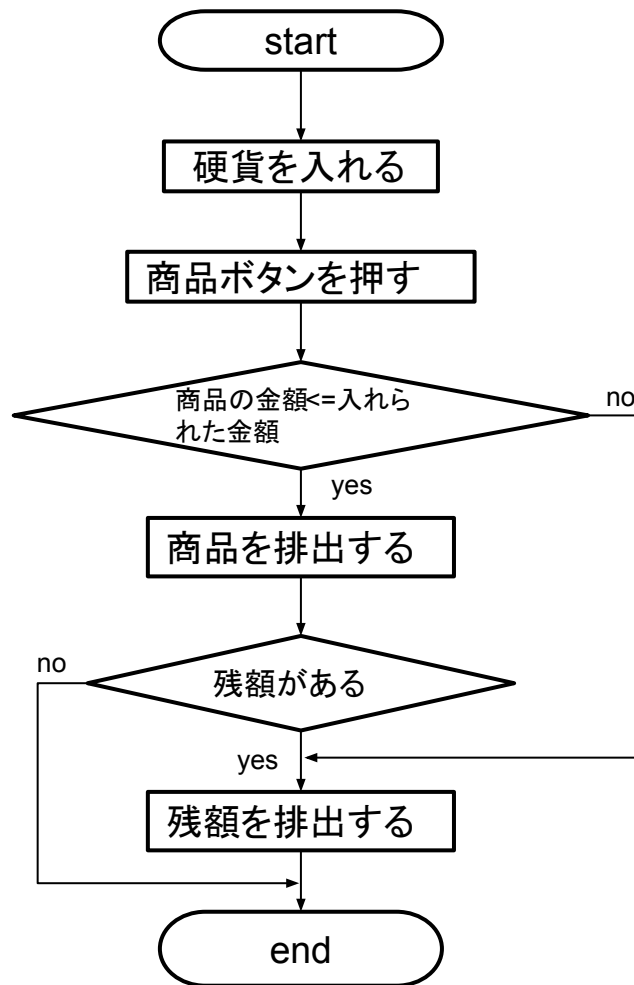 start
硬貨を入れる
商品ボタンを押す
商品の金額<=入れら
れた金額
no
yes
商品を排出する
no
残額がある
yes
残額を排出する
end